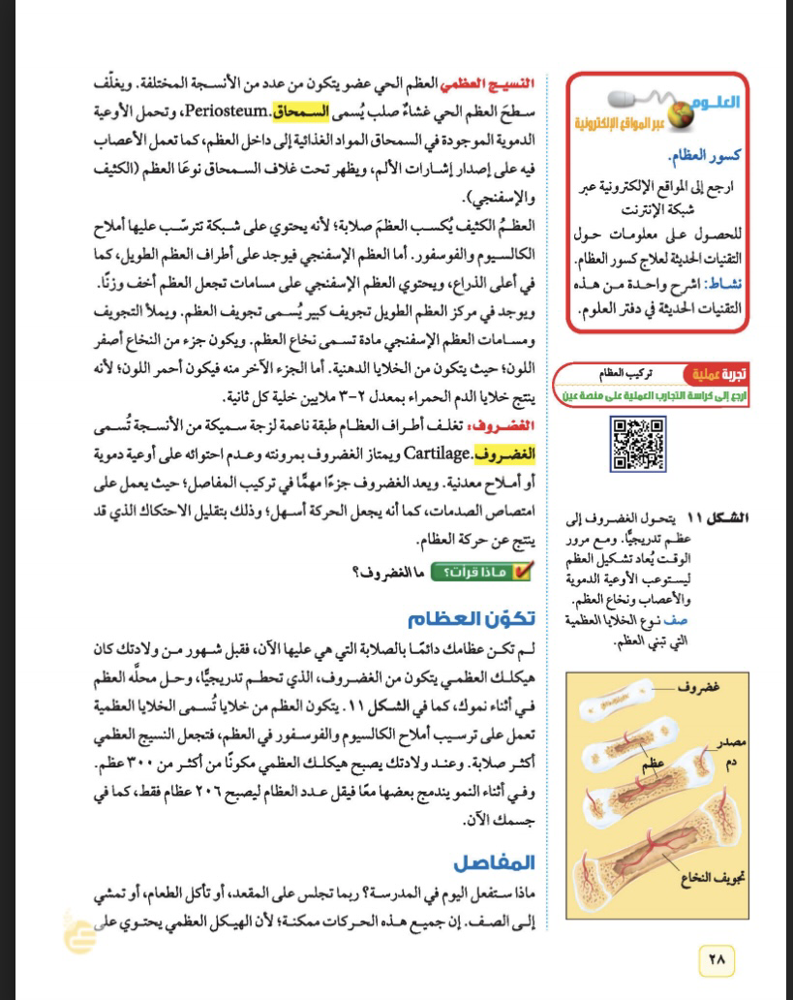 النسيج العظمي العظم الحي عضو يتكون من عدد من الأنسجة المختلفة. ويغلّف
سطحَ العظم الحي غشاءٌ صلب يُسمى السمحاق.Periosteum، وتحمل الأوعية
الدموية الموجودة في السمحاق المواد الغذائية إلى داخل العظم، كما تعمل الأعصاب
فيه على إصدار إشارات الألم، ويظهر تحت غلاف السمحاق نوعَا العظم (الكثيف
والإسفنجي).
العظمُ الكثيف يُكسب العظمَ صلابة؛ لأنه يحتوي على شبكة تترسّب عليها أملاح
الكالسيوم والفوسفور. أما العظم الإسفنجي فيوجد على أطراف العظم الطويل، كما
في أعلى الذراع، ويحتوي العظم الإسفنجي على مسامات تجعل العظم أخف وزنًا.
ويوجد في مركز العظم الطويل تجويف كبير يُسمى تجويف العظم. ويملأ التجويف
ومسامات العظم الإسفنجي مادة تسمى نخاع العظم. ويكون جزء من النخاع أصفر
اللون؛ حيث يتكون من الخلايا الدهنية. أما الجزء الآخر منه فيكون أحمر اللون؛ لأنه
ينتج خلايا الدم الحمراء بمعدل ٢-٣ ملايين خلية كل ثانية.
الغضروف: تغلف أطراف العظام طبقة ناعمة لزجة سميكة من الأنسجة تُسمى
الغضروف.Cartilage ويمتاز الغضروف بمرونته وعدم احتوائه على أوعية دموية
أو أملاح معدنية. ويعد الغضروف جزءًا مهمًّا في تركيب المفاصل؛ حيث يعمل على
امتصاص الصدمات، كما أنه يجعل الحركة أسهل؛ وذلك بتقليل الاحتكاك الذي قد
ينتج عن حركة العظام.
ماذا قرأت؟ ما الغضروف؟
تكوّن العظام
لم تكن عظامك دائمًا بالصلابة التي هي عليها الآن، فقبل شهور من ولادتك كان
هيكلك العظمي يتكون من الغضروف، الذي تحطم تدريجيًّا، وحل محلَّه العظم
في أثناء نموك، كما في الشكل ١١. يتكون العظم من خلايا تُسمى الخلايا العظمية
تعمل على ترسيب أملاح الكالسيوم والفوسفور في العظم، فتجعل النسيج العظمي
أكثر صلابة. وعند ولادتك يصبح هيكلك العظمي مكونًا من أكثر من ٣٠٠ عظم.
وفي أثناء النمو يندمج بعضها معًا فيقل عدد العظام ليصبح ٢٠٦ عظام فقط، كما في
جسمك الآن.
المفاصل
ماذا ستفعل اليوم في المدرسة؟ ربما تجلس على المقعد، أو تأكل الطعام، أو تمشي
إلى الصف. إن جميع هذه الحركات ممكنة؛ لأن الهيكل العظمي يحتوي على
العلوم
عبر المواقع الإلكترونية
كسور العظام.
ارجع إلى المواقع الإلكترونية عبر
شبكة الإنترنت
للحصول على معلومات حول
التقنيات الحديثة لعلاج كسور العظام.
نشاط: اشرح واحدة من هذه
التقنيات الحديثة في دفتر العلوم.
تجربة عملية تركيب العظام
ارجع إلى كراسة التجارب العملية على منصة عين
الشكل ١١ يتحول الغضروف إلى
عظم تدريجيًّا. ومع مرور
الوقت يُعاد تشكيل العظم
ليستوعب الأوعية الدموية
والأعصاب ونخاع العظم.
صف نوع الخلايا العظمية
التي تبني العظم.
غضروف
مصدر
دم
عظم
تجويف النخاع
٢٨